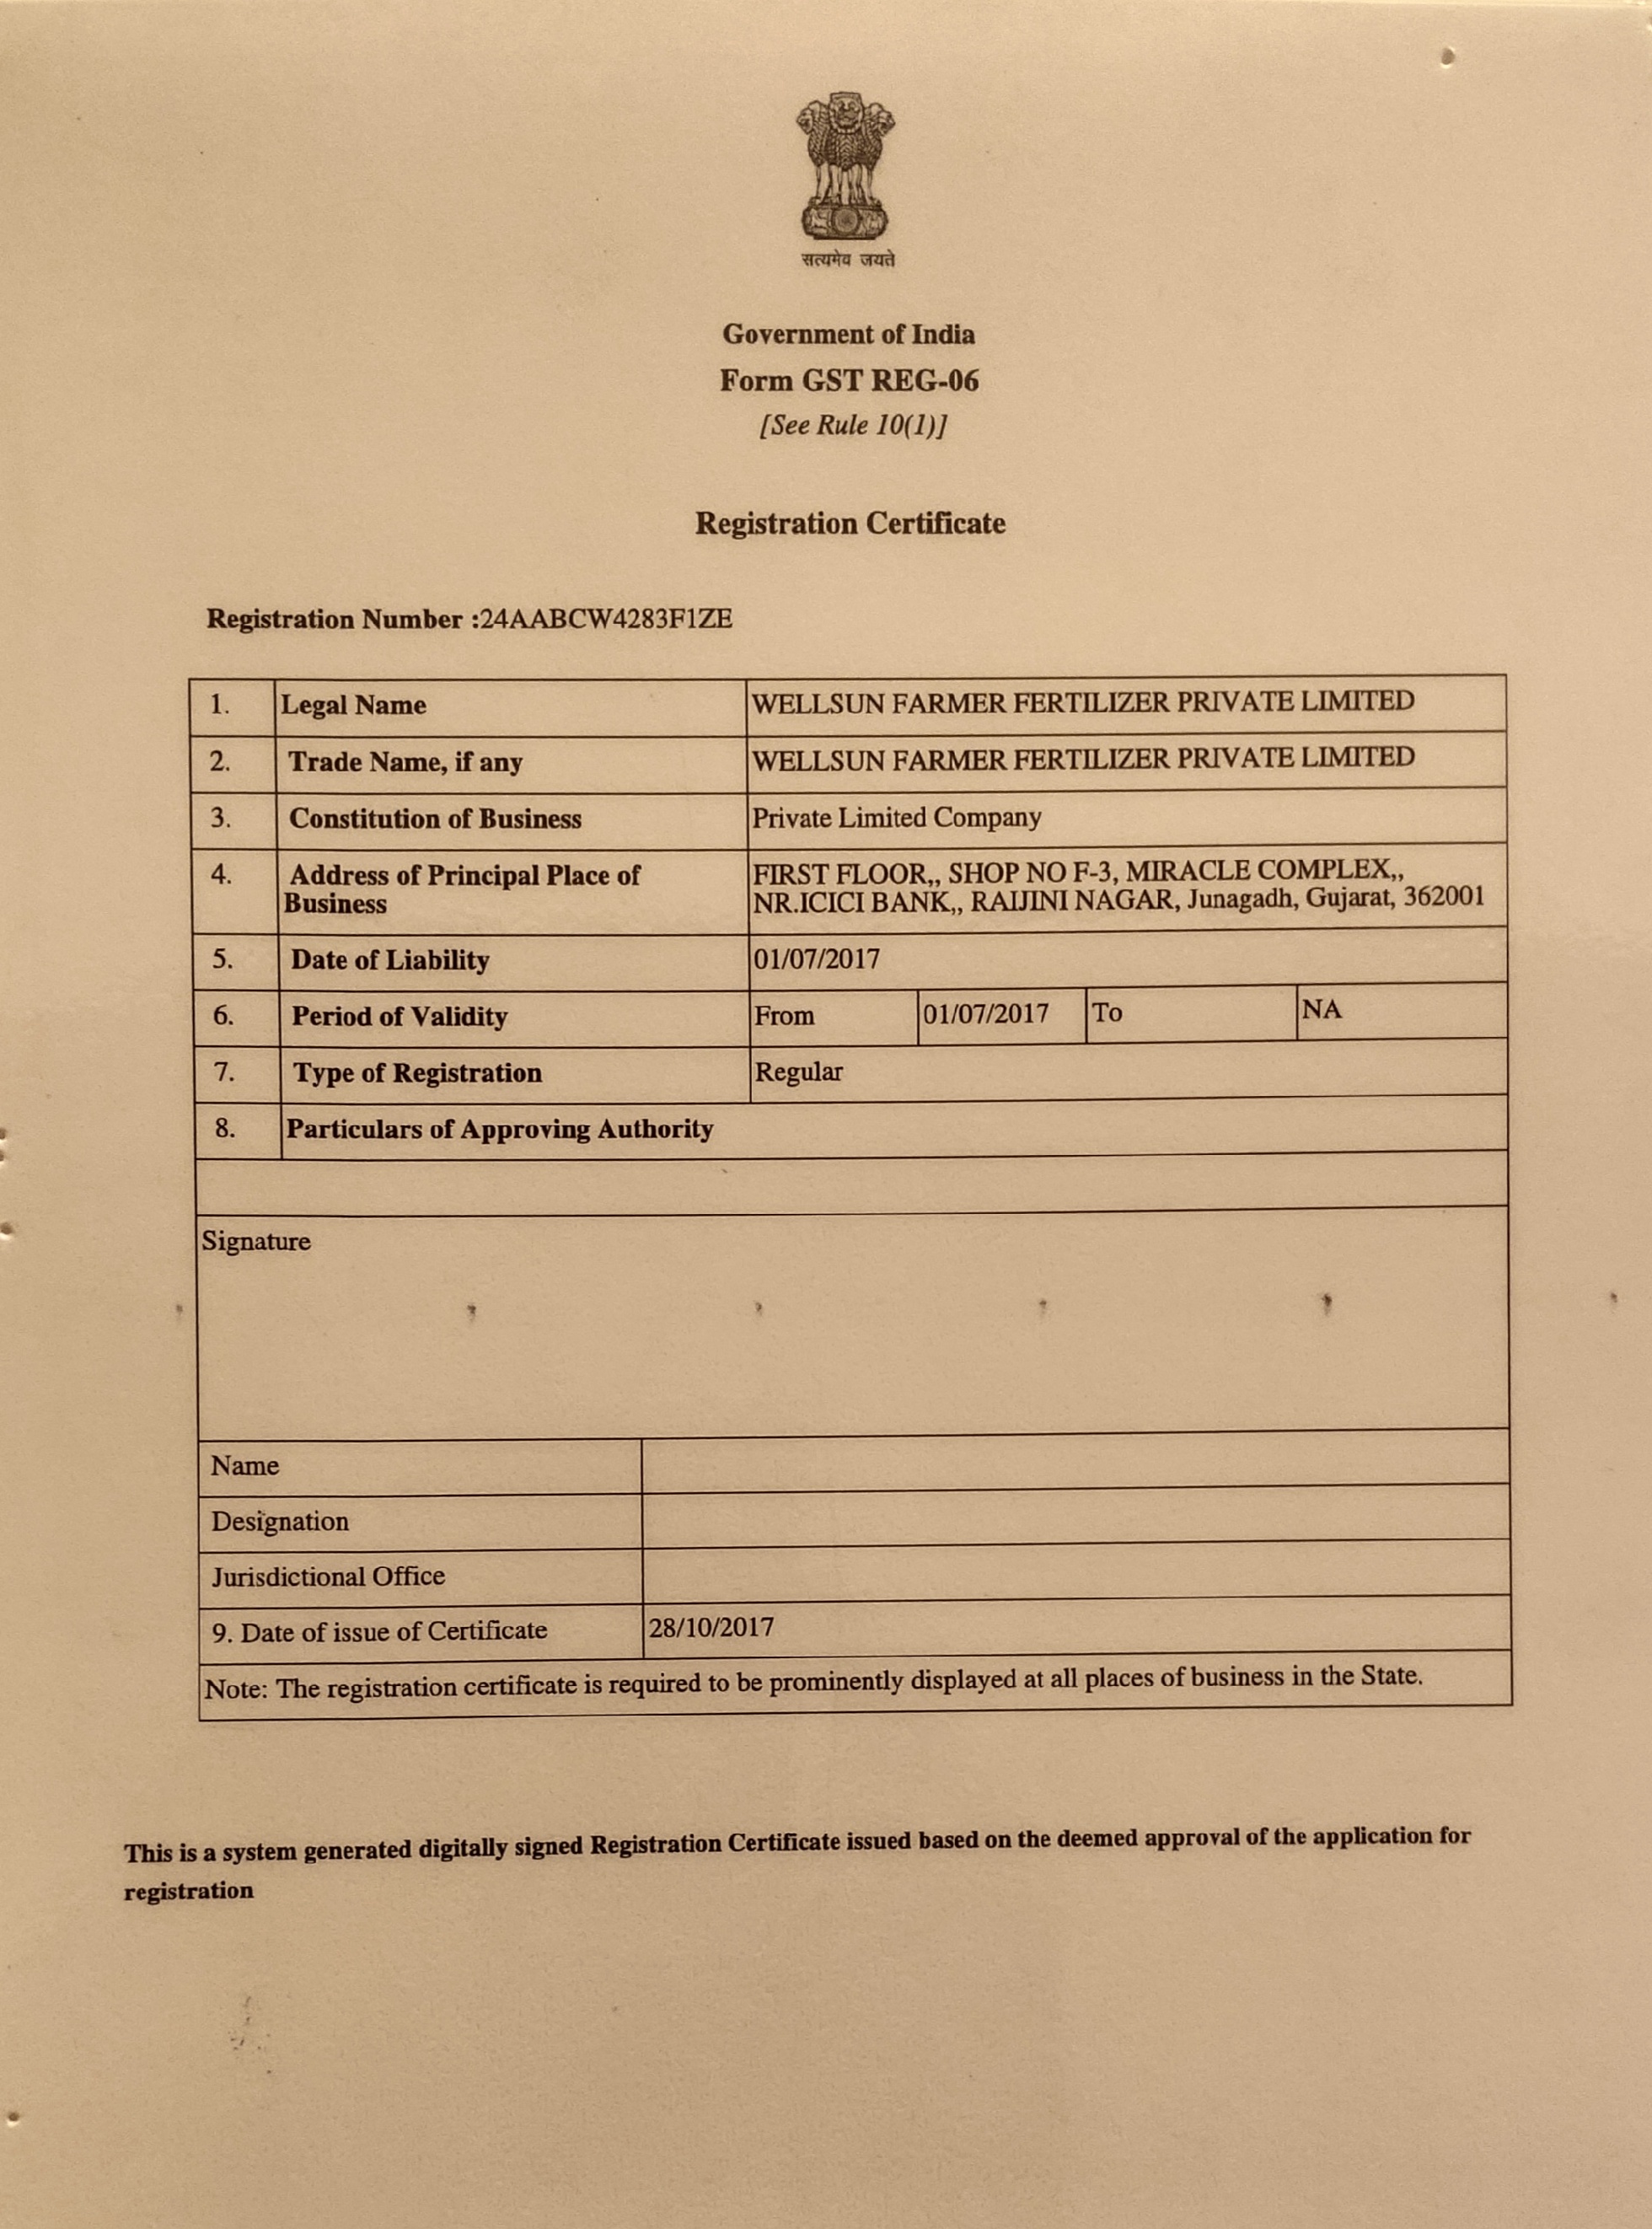 सत्यमेव जयते
Government of India
Form GST REG-06
[See Rule 10(1)]
Registration Certificate
Registration Number :24AABCW4283F1ZE
1. Legal Name WELLSUN FARMER FERTILIZER PRIVATE LIMITED
2. Trade Name, if any WELLSUN FARMER FERTILIZER PRIVATE LIMITED
3. Constitution of Business Private Limited Company
4. Address of Principal Place of FIRST FLOOR,, SHOP NO F-3, MIRACLE COMPLEX,,
Business NR.ICICI BANK,, RAIJINI NAGAR, Junagadh, Gujarat, 362001
5. Date of Liability 01/07/2017
6. Period of Validity From 01/07/2017 To NA
7. Type of Registration Regular
8. Particulars of Approving Authority
Signature
Name
Designation
Jurisdictional Office
9. Date of issue of Certificate 28/10/2017
Note: The registration certificate is required to be prominently displayed at all places of business in the State.
This is a system generated digitally signed Registration Certificate issued based on the deemed approval of the application for
registration